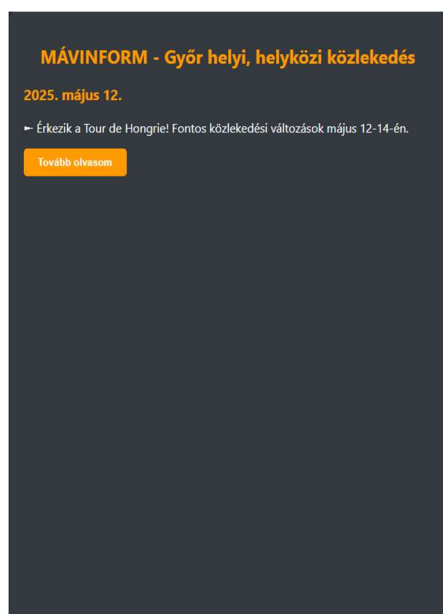 MÁVINFORM - Győr helyi, helyközi közlekedés
2025. május 12.
► Érkezik a Tour de Hongrie! Fontos közlekedési változások május 12-14-én.
Tovább olvasom